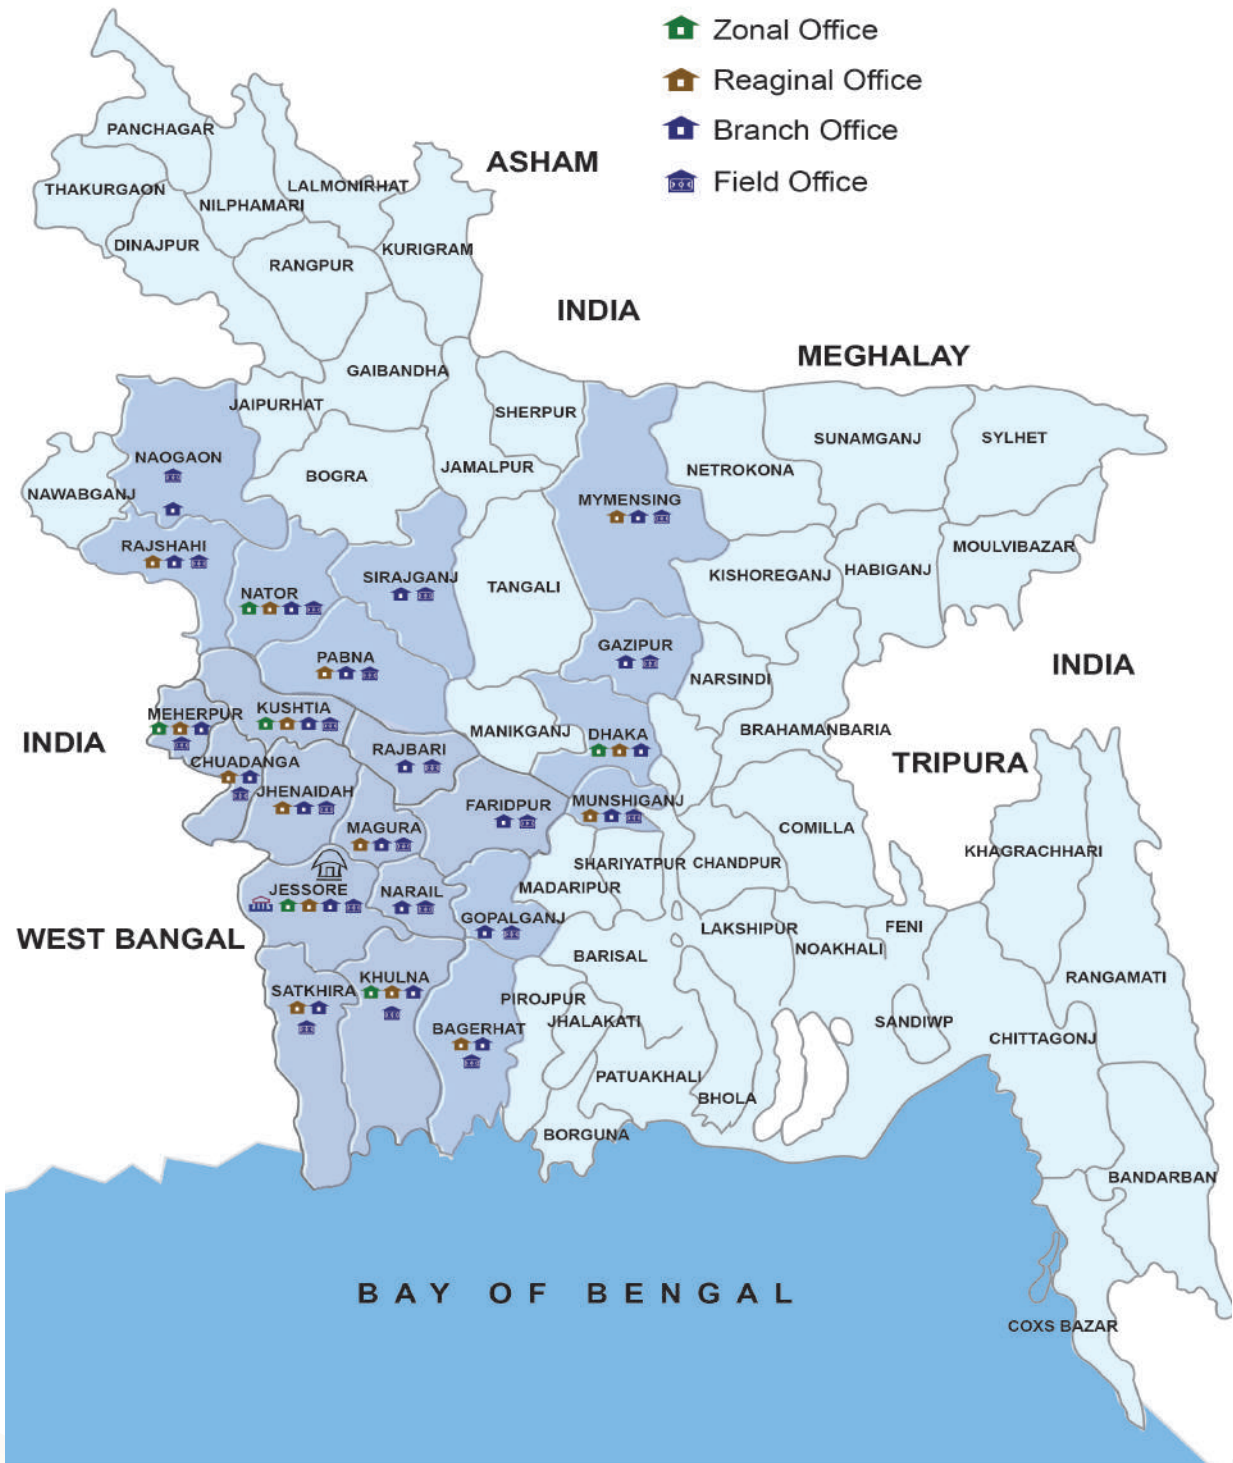 Zonal Office
Reaginal Office
Branch Office
Field Office
PANCHAGAR
ASHAM
THAKURGAON
LALMONIRHAT
NILPHAMARI
DINAJPUR
KURIGRAM
RANGPUR
INDIA
MEGHALAY
GAIBANDHA
JAIPURHAT
SHERPUR
SUNAMGANJ
SYLHET
NAOGAON
JAMALPUR
NETROKONA
BOGRA
NAWABGANJ
MYMENSING
RAJSHAHI
MOULVIBAZAR
HABIGANJ
KISHOREGANJ
SIRAJGANJ
TANGALI
NATOR
GAZIPUR
PABNA
INDIA
NARSINDI
KUSHTIA
MEHERPUR
INDIA
RAJBARI
MANIKGANJ
DHAKA
BRAHAMANBARIA
CHUADANGA
TRIPURA
JHENAIDAH
FARIDPUR
MUNSHIGANJ
MAGURA
COMILLA
KHAGRACHHARI
SHARIYATPUR
CHANDPUR
JESSORE
NARAIL
MADARIPUR
GOPALGANJ
WEST BANGAL
LAKSHIPUR
FENI
NOAKHALI
BARISAL
KHULNA
RANGAMATI
SATKHIRA
PIROJPUR
JHALAKATI
SANDIWP
BAGERHAT
CHITTAGONJ
PATUAKHALI
BHOLA
BORGUNA
BANDARBAN
BAY OF BENGAL
COXS BAZAR